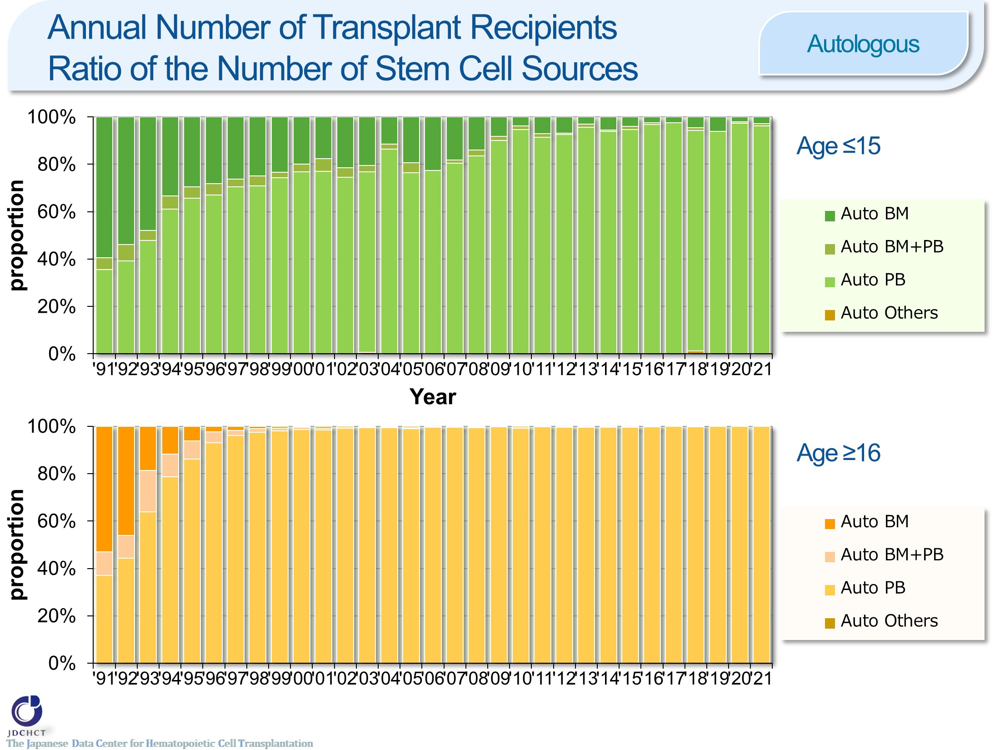 Annual Number of Transplant Recipients
Ratio of the Number of Stem Cell Sources
Autologous
100%
80%
60%
40%
20%
0%
proportion
'91 '92 '93 '94 '95 '96 '97 '98 '99 '00 '01 '02 '03 '04 '05 '06 '07 '08 '09 '10 '11 '12 '13 '14 '15 '16 '17 '18 '19 '20 '21
Year
Age ≤15
Auto BM
Auto BM+PB
Auto PB
Auto Others
100%
80%
60%
40%
20%
0%
proportion
'91 '92 '93 '94 '95 '96 '97 '98 '99 '00 '01 '02 '03 '04 '05 '06 '07 '08 '09 '10 '11 '12 '13 '14 '15 '16 '17 '18 '19 '20 '21
Age ≥16
Auto BM
Auto BM+PB
Auto PB
Auto Others
JDCHCT
The Japanese Data Center for Hematopoietic Cell Transplantation